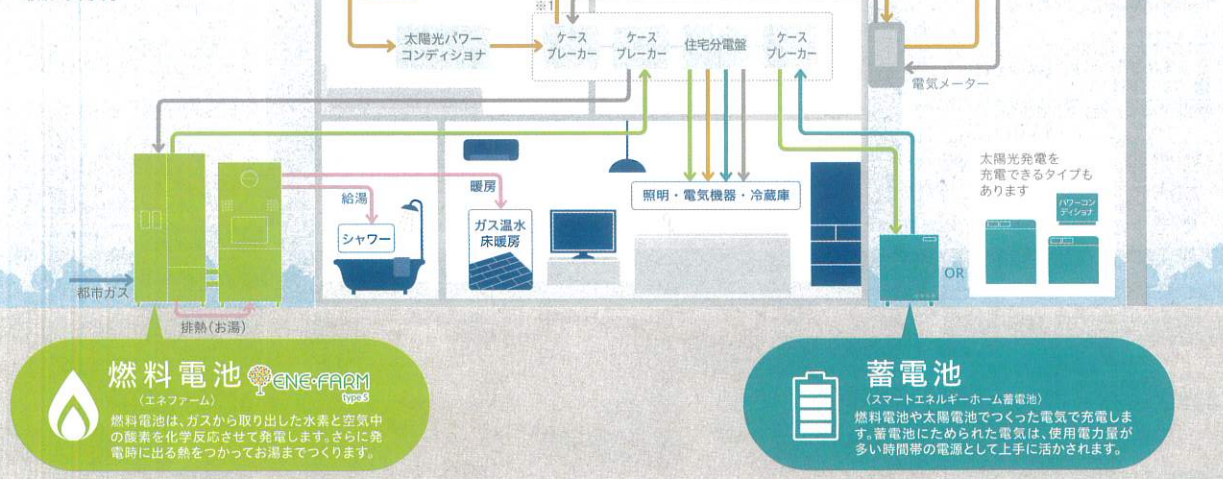 ※1
太陽光パワー
コンディショナ
ケース
ブレーカー
ケース
ブレーカー
住宅分電盤
ケース
ブレーカー
電気メーター
太陽光発電を
充電できるタイプも
あります
パワーコン
ディショナ
暖房
照明・電気機器・冷蔵庫
給湯
シャワー
ガス温水
床暖房
OR
都市ガス
排熱(お湯)
燃料電池 ENE・FARM
type S
(エネファーム)
燃料電池は、ガスから取り出した水素と空気中
の酸素を化学反応させて発電します。さらに発
電時に出る熱をつかってお湯までつくります。
蓄電池
(スマートエネルギーホーム蓄電池)
燃料電池や太陽電池でつくった電気で充電しま
す。蓄電池にためられた電気は、使用電力量が
多い時間帯の電源として上手に活かされます。